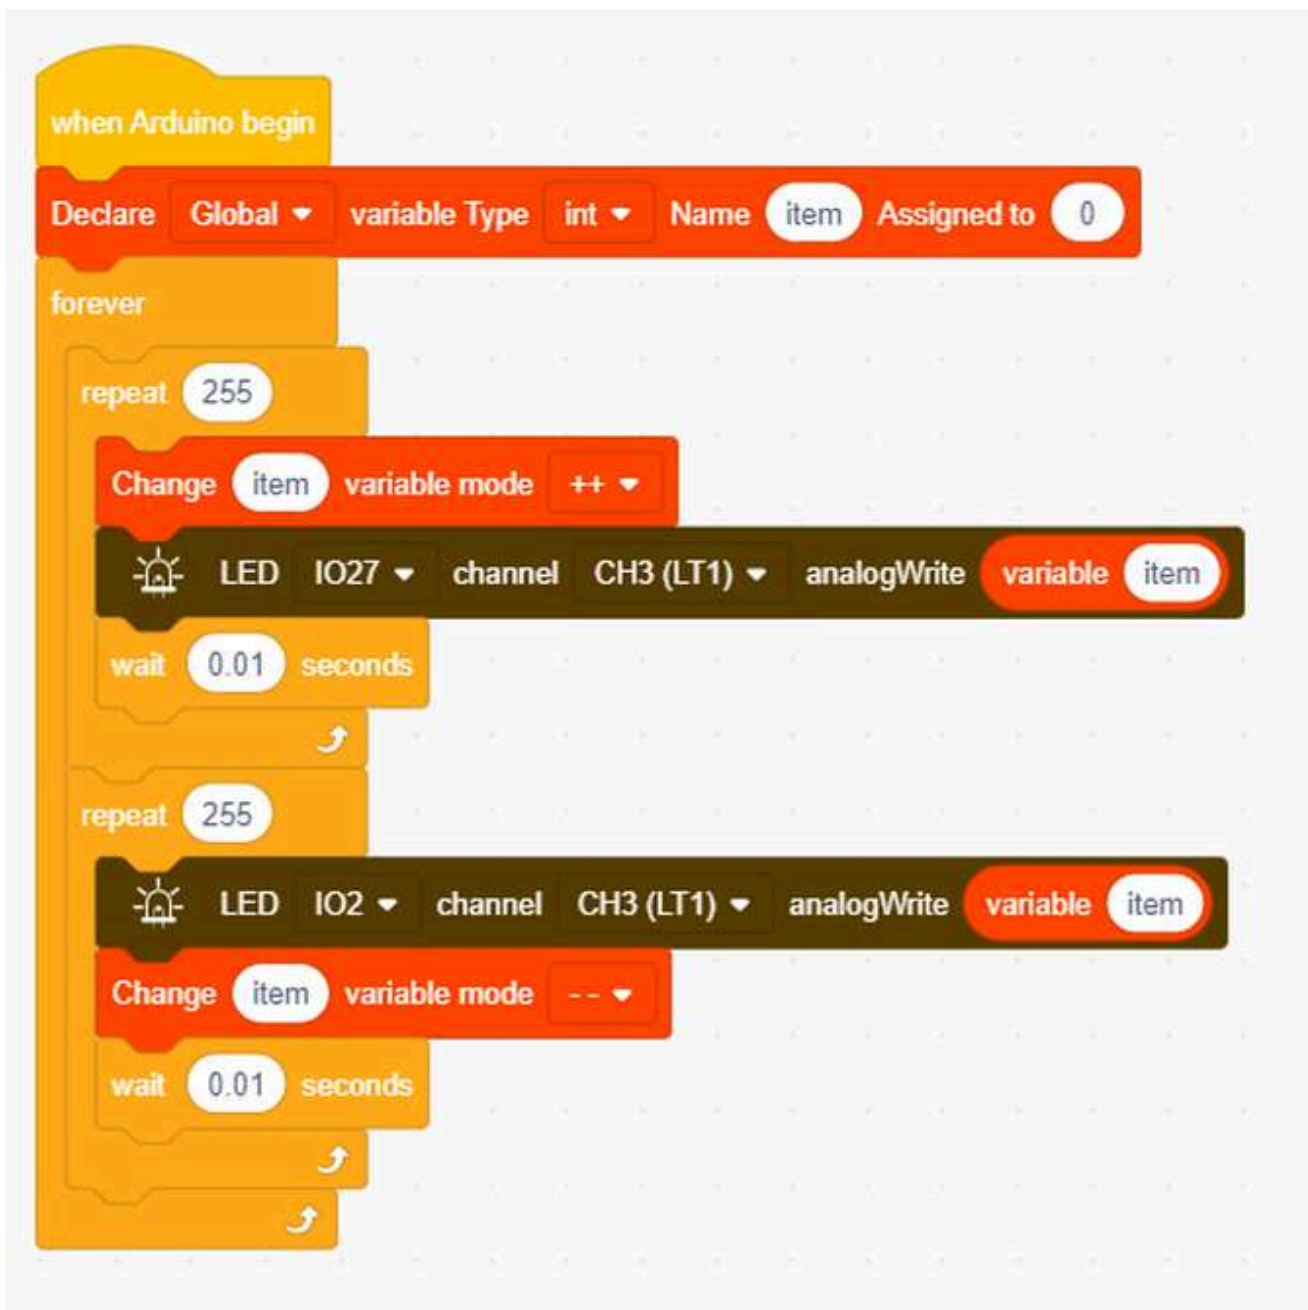 when Arduino begin
Declare Global variable Type int Name item Assigned to 0
forever
repeat 255
Change item variable mode ++
LED IO27 channel CH3 (LT1) analogWrite variable item
wait 0.01 seconds
repeat 255
LED IO2 channel CH3 (LT1) analogWrite variable item
Change item variable mode --
wait 0.01 seconds